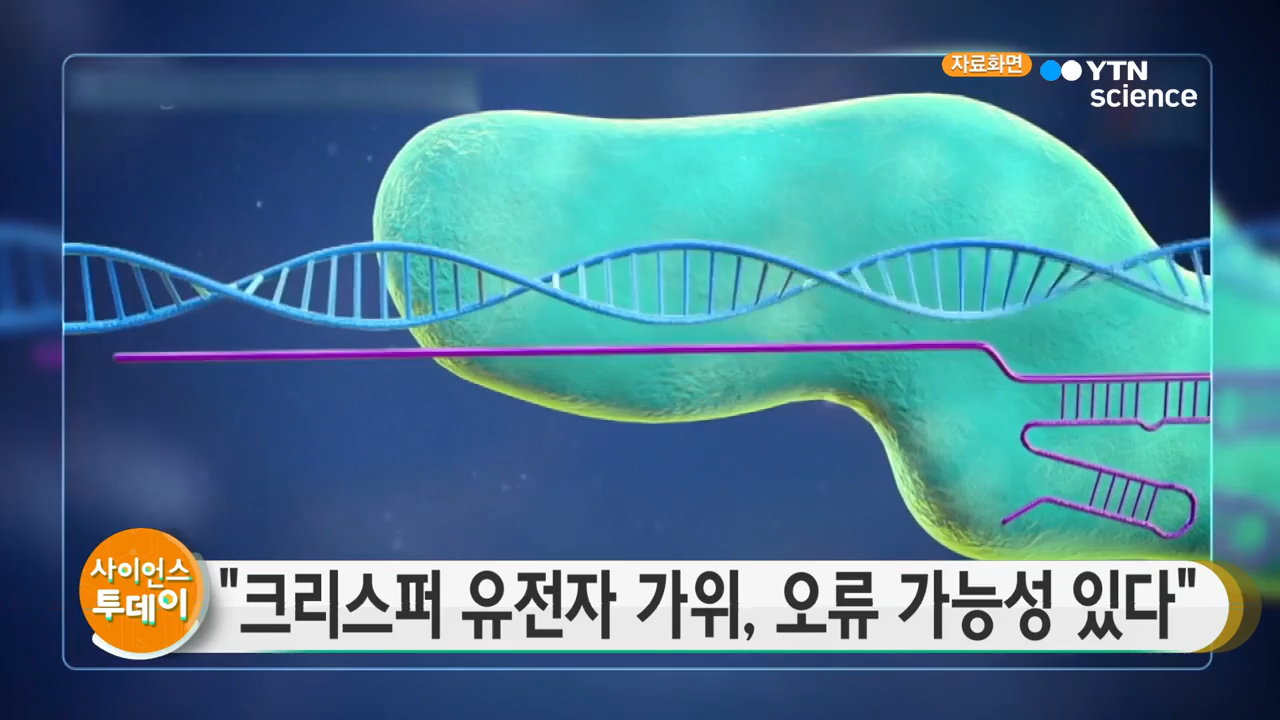 자료화면
YTN
science
사이언스
투데이
"크리스퍼 유전자 가위, 오류 가능성 있다"